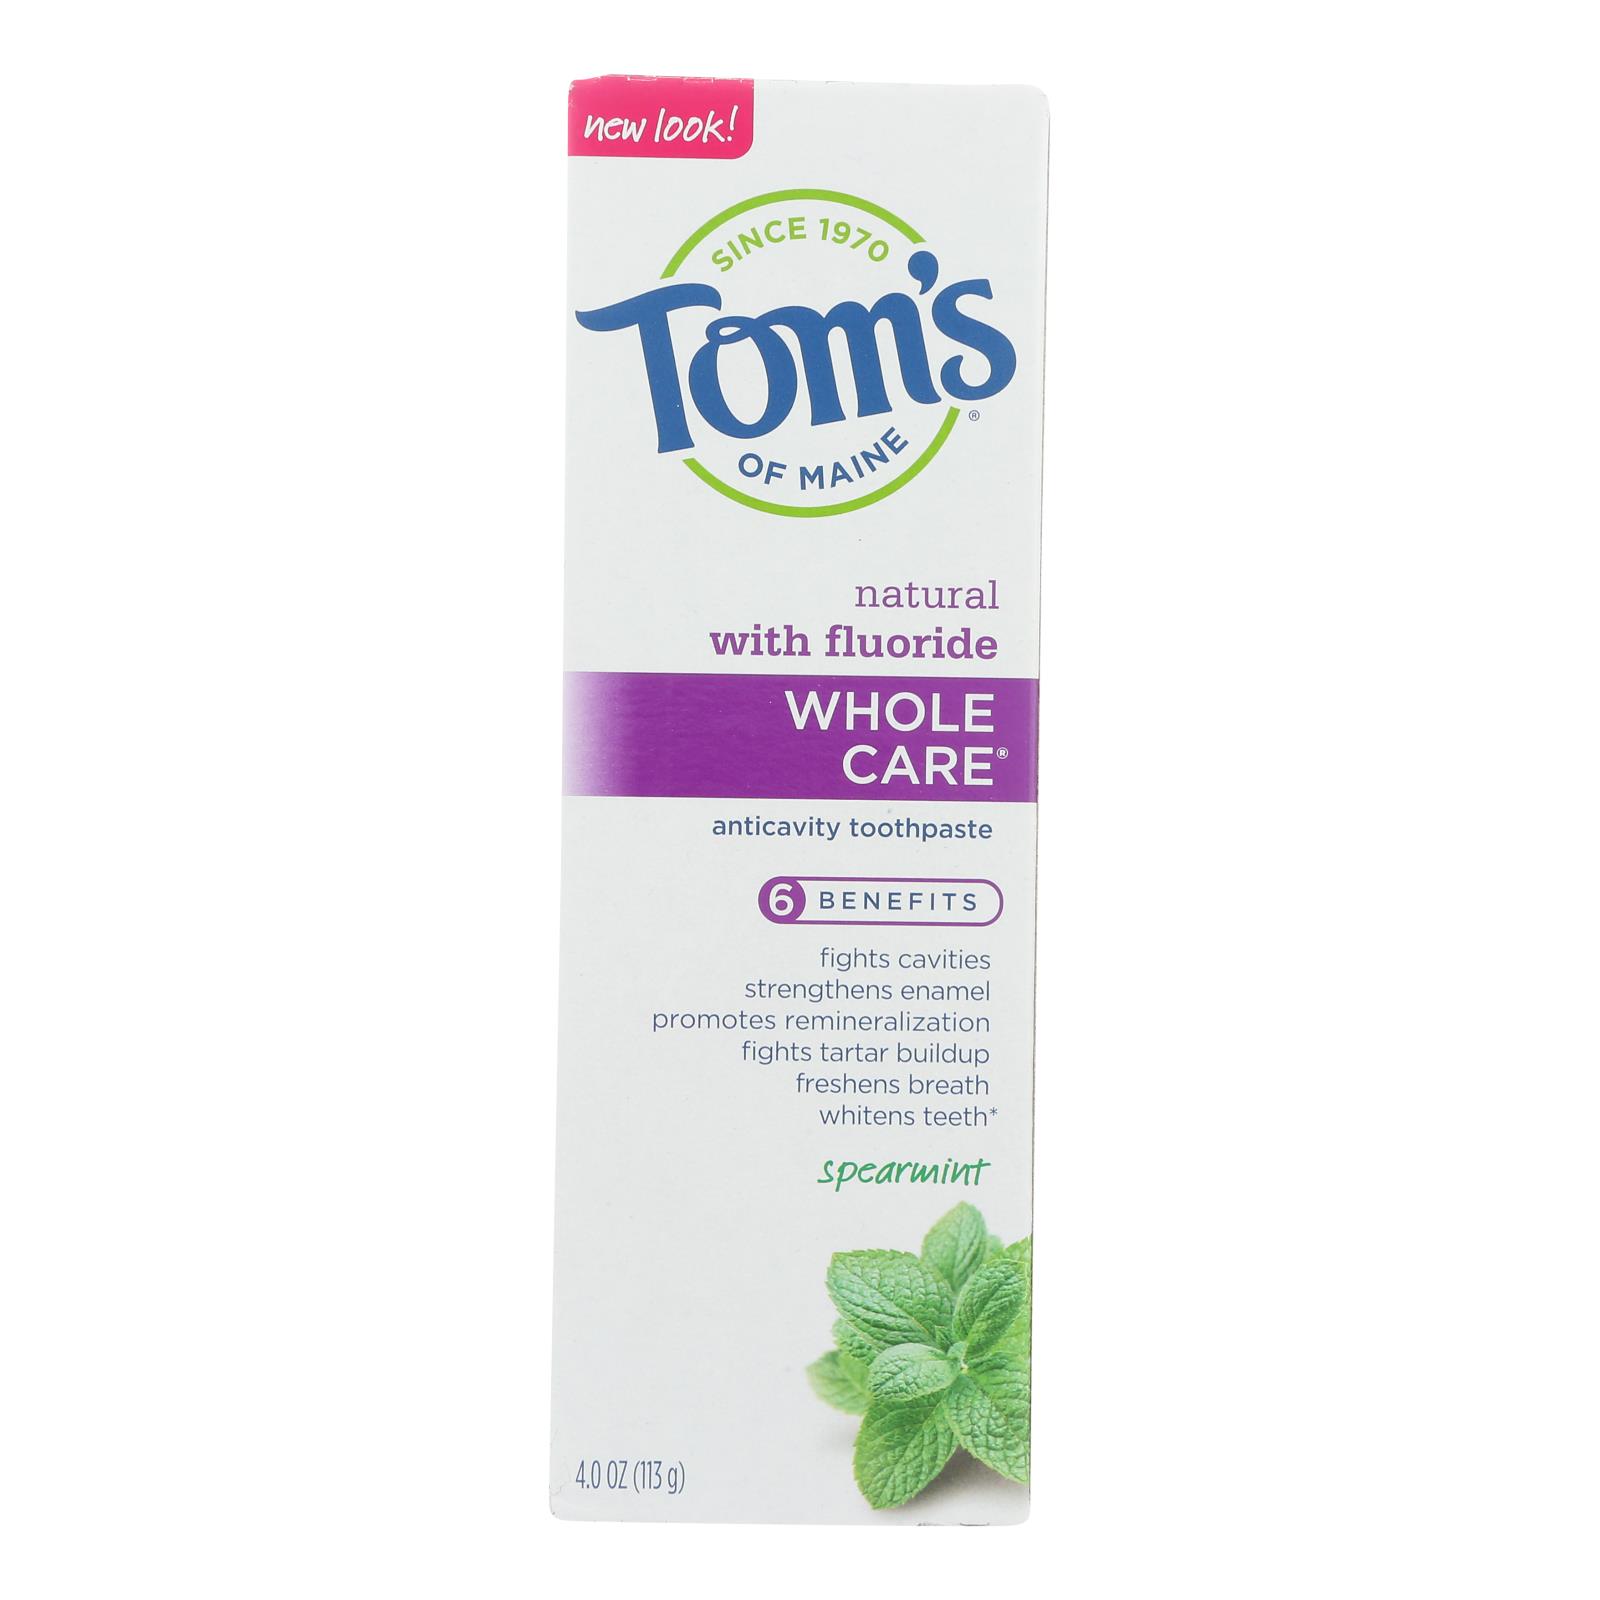 new look!
SINCE 1970
Tom's
®
OF MAINE
natural
with fluoride
WHOLE
CARE®
anticavity toothpaste
6 BENEFITS
fights cavities
strengthens enamel
promotes remineralization
fights tartar buildup
freshens breath
whitens teeth*
spearmint
4.0 OZ (113 g)